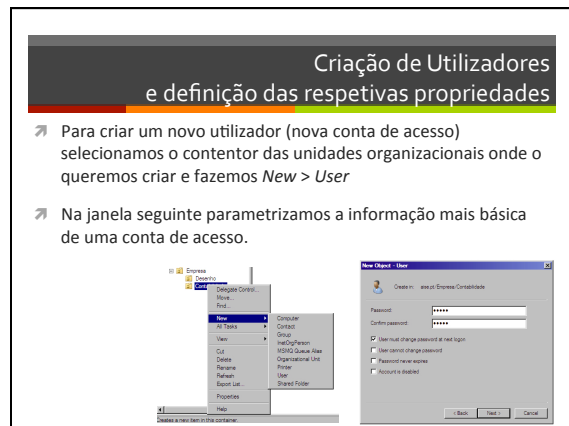 Criação de Utilizadores
e definição das respetivas propriedades
Para criar um novo utilizador (nova conta de acesso)
selecionamos o contentor das unidades organizacionais onde o
queremos criar e fazemos New > User
Na janela seguinte parametrizamos a informação mais básica
de uma conta de acesso.
Empresa
Desenho
Conta
Delegate Control...
Move...
Find...
New
All Tasks
View
Cut
Delete
Rename
Refresh
Export List...
Properties
Help
Computer
Contact
Group
InetOrgPerson
MSMQ Queue Alias
Organizational Unit
Printer
User
Shared Folder
Creates a new item in this container.
New Object - User
Create in: /Empresa/Contabilidade
Password:
Confirm password:
User must change password at next logon
User cannot change password
Password never expires
Account is disabled
< Back
Next >
Cancel